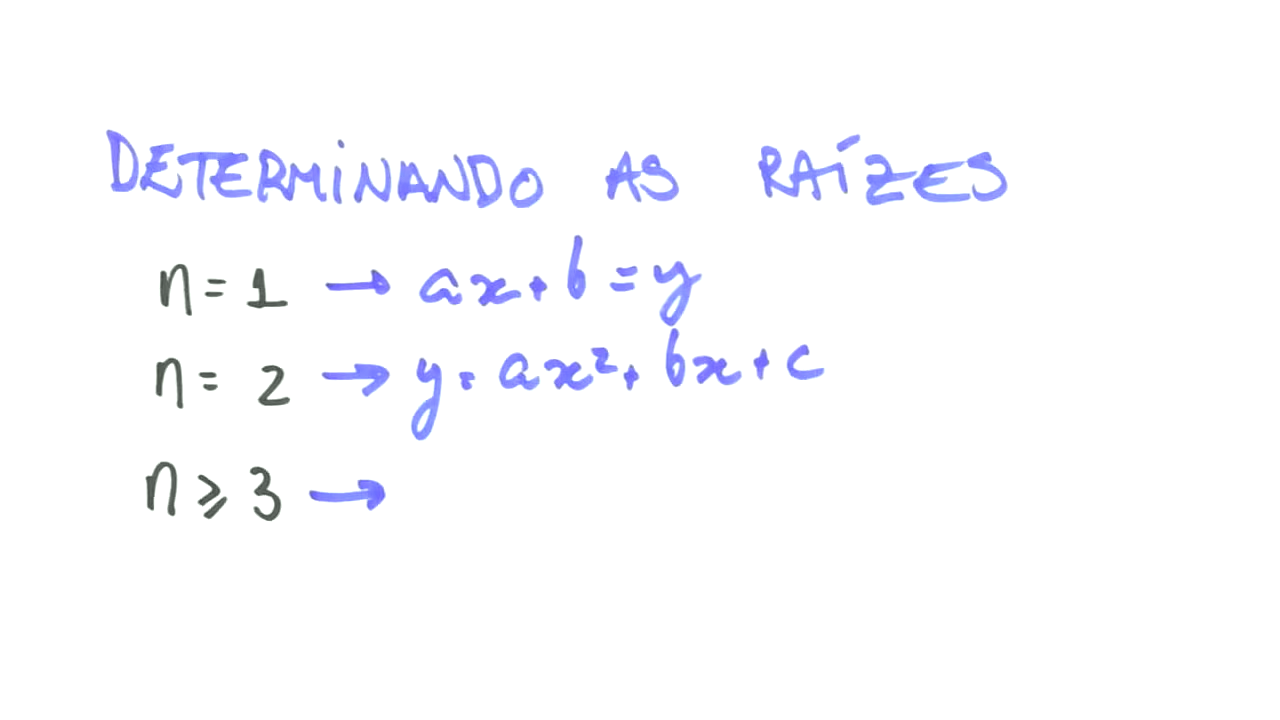 DETERMINANDO AS RAÍZES
n = 1 → ax + b = y
n = 2 → y = ax² + bx + c
n ⩾ 3 →